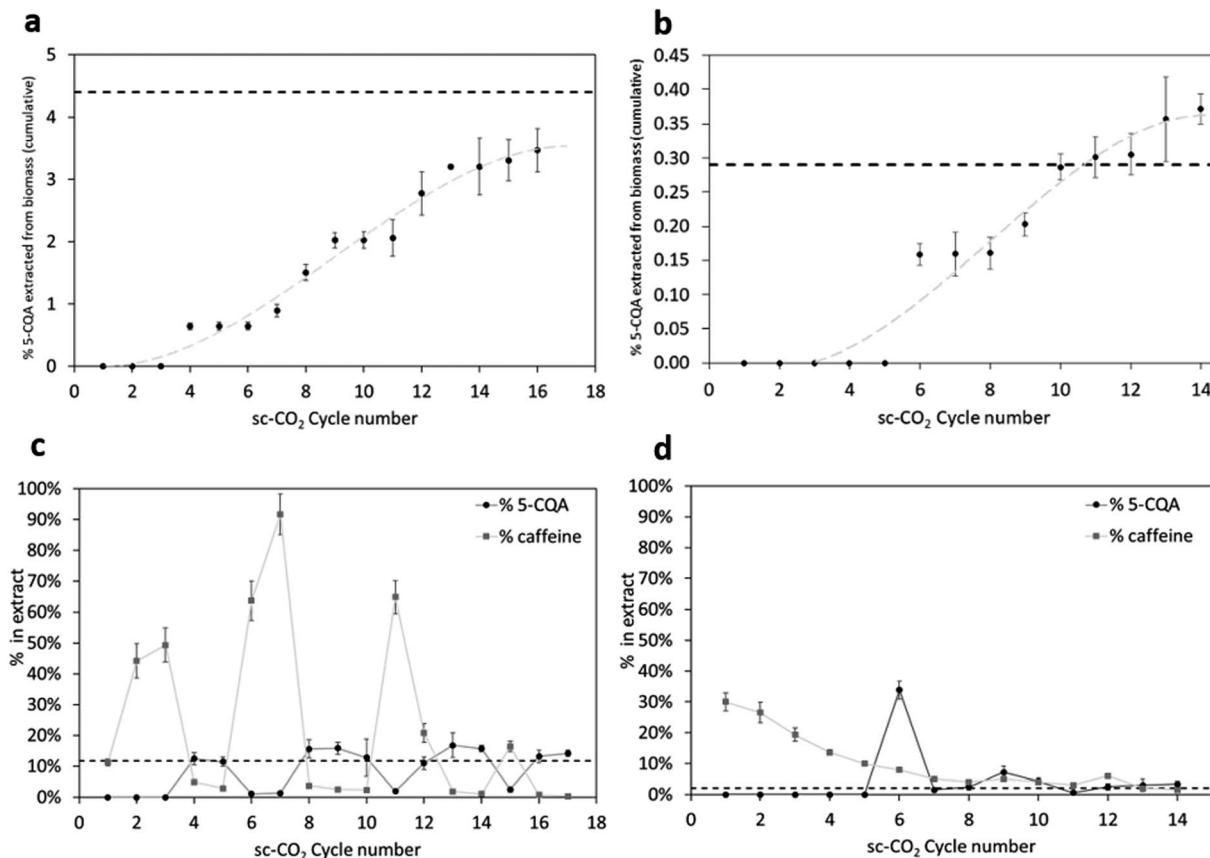 a
% 5-CQA extracted from biomass (cumulative)
5
4
3
2
1
0
0 2 4 6 8 10 12 14 16 18
sc-CO₂ Cycle number
b
% 5-CQA extracted from biomass (cumulative)
0.45
0.40
0.35
0.30
0.25
0.20
0.15
0.10
0.05
0.00
0 2 4 6 8 10 12 14
sc-CO₂ Cycle number
c
% in extract
100%
90%
80%
70%
60%
50%
40%
30%
20%
10%
0%
% 5-CQA
% caffeine
0 2 4 6 8 10 12 14 16 18
sc-CO₂ Cycle number
d
% in extract
100%
90%
80%
70%
60%
50%
40%
30%
20%
10%
0%
% 5-CQA
% caffeine
0 2 4 6 8 10 12 14
sc-CO₂ Cycle number